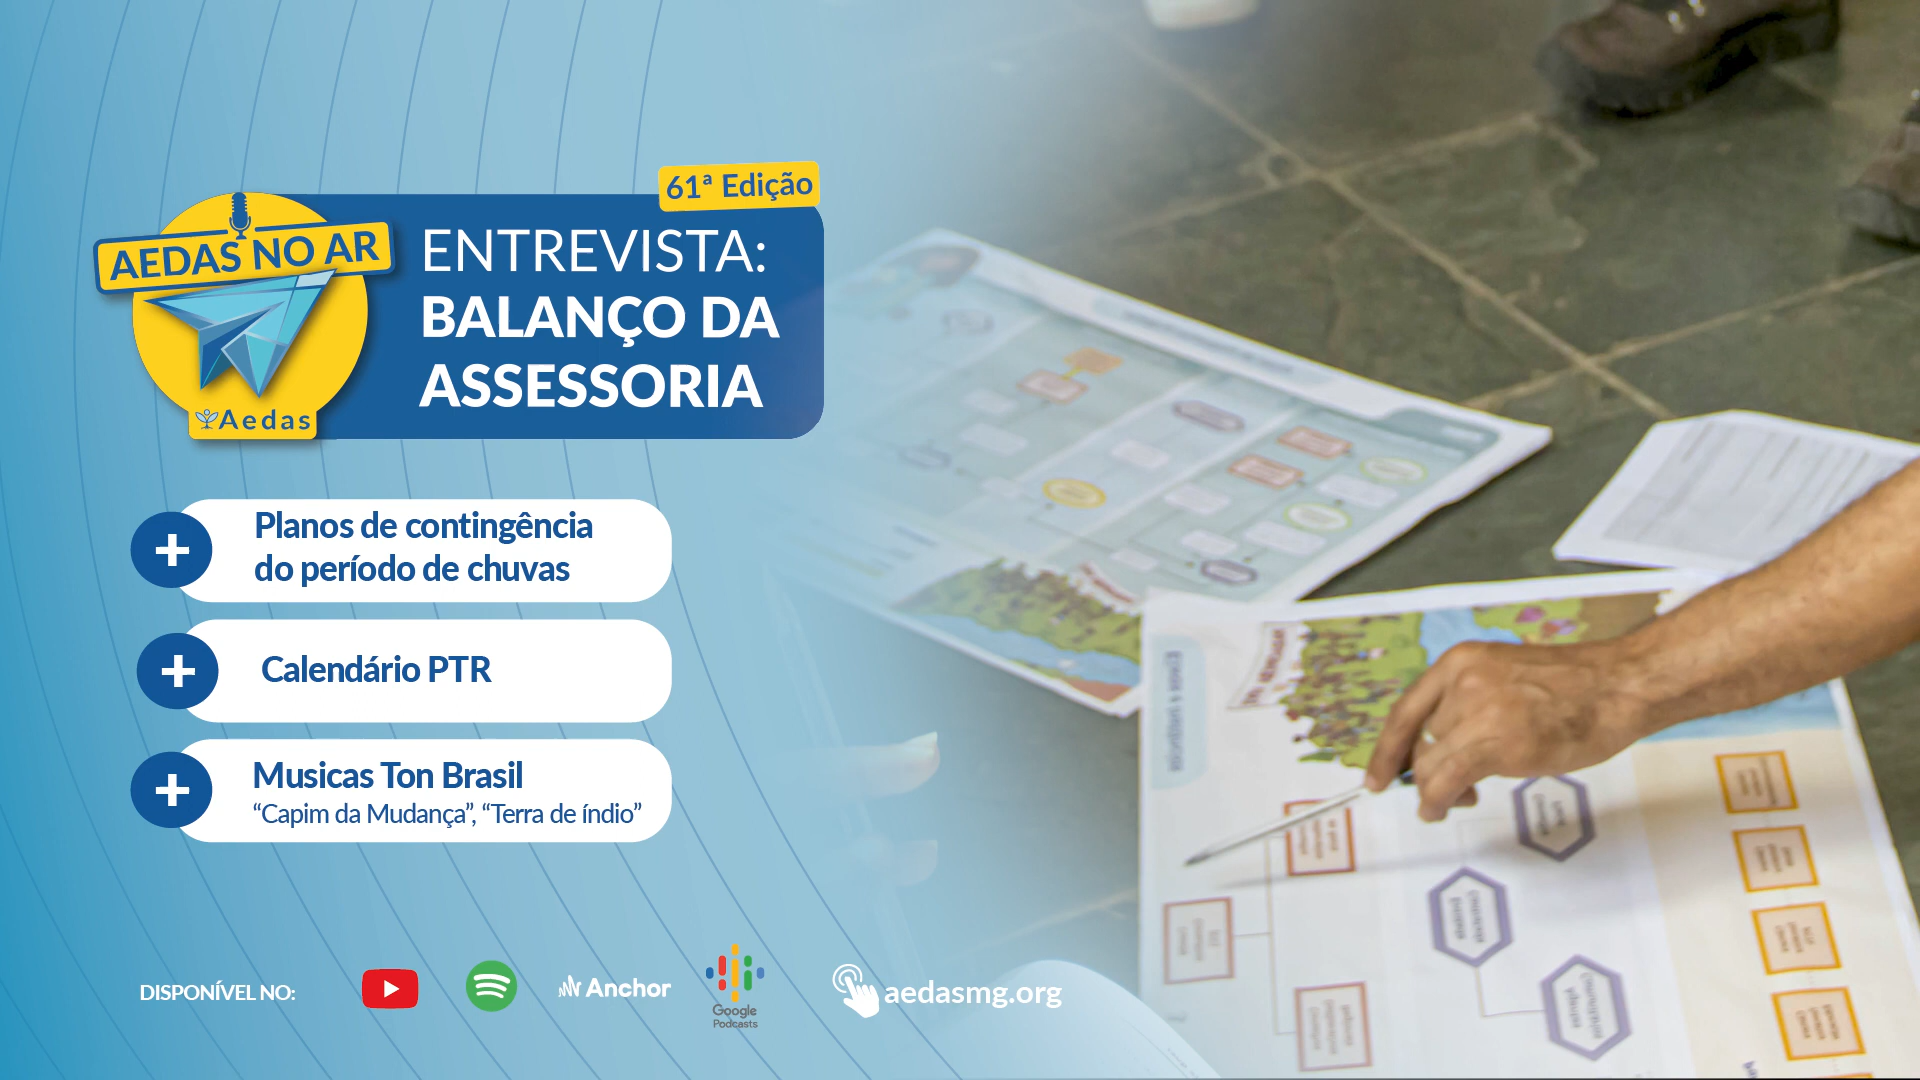 61ª Edição
AEDAS NO AR
Aedas
ENTREVISTA:
BALANÇO DA
ASSESSORIA
Planos de contingência
do período de chuvas
Calendário PTR
Musicas Ton Brasil
“Capim da Mudança”, “Terra de índio”
DISPONÍVEL NO:
Anchor
Google
Podcasts
aedasmg.org